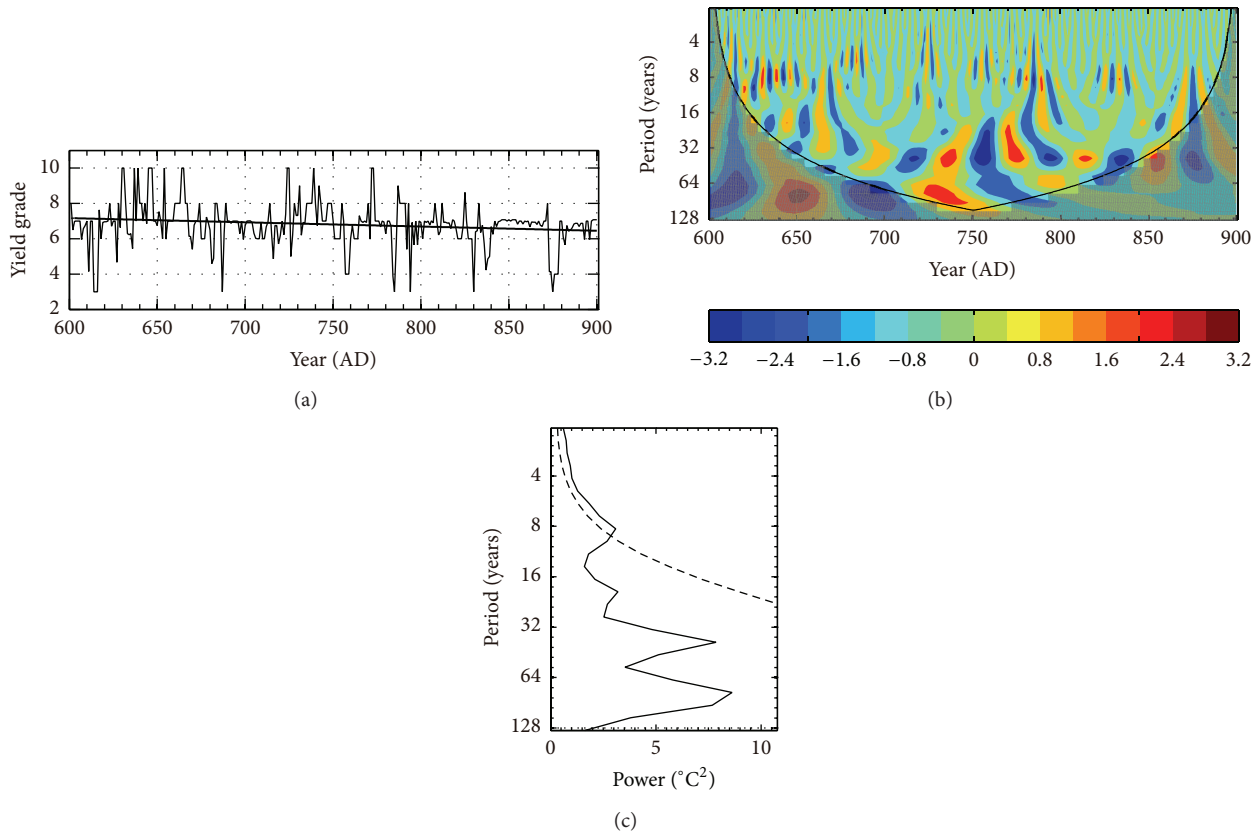 10
8
6
4
2
Yield grade
600 650 700 750 800 850 900
Year (AD)
(a)
4
8
16
32
64
128
Period (years)
600 650 700 750 800 850 900
Year (AD)
−3.2 −2.4 −1.6 −0.8 0 0.8 1.6 2.4 3.2
(b)
4
8
16
32
64
128
Period (years)
0 5 10
Power (°C²)
(c)